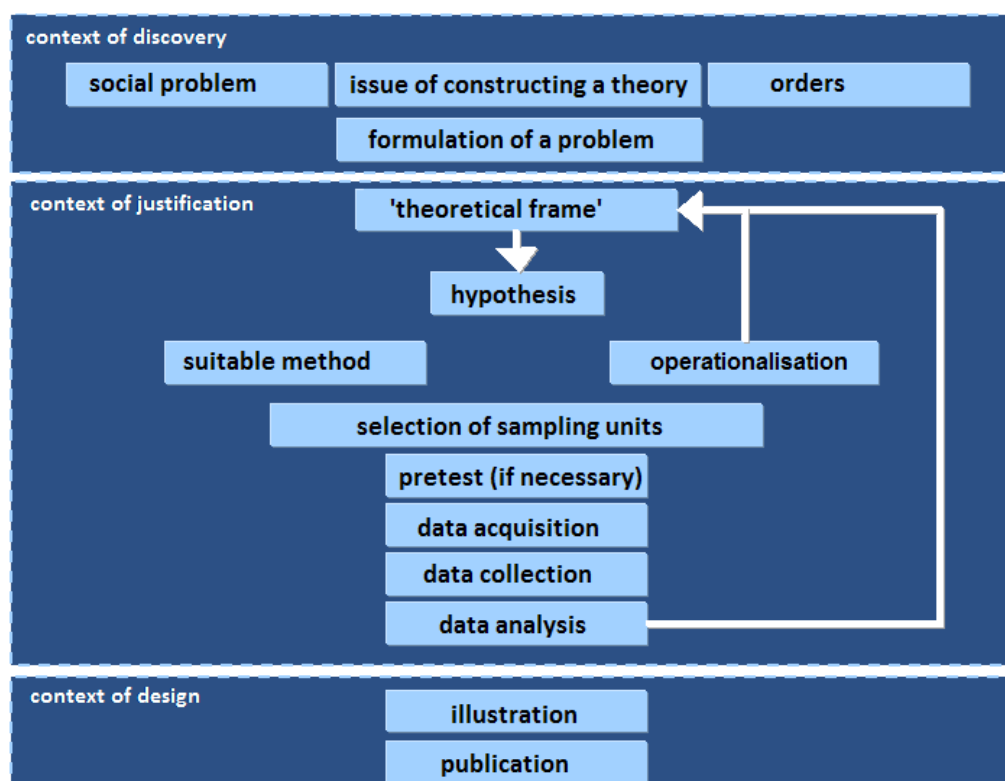 context of discovery
social problem
issue of constructing a theory
orders
formulation of a problem
context of justification
'theoretical frame'
hypothesis
suitable method
operationalisation
selection of sampling units
pretest (if necessary)
data acquisition
data collection
data analysis
context of design
illustration
publication